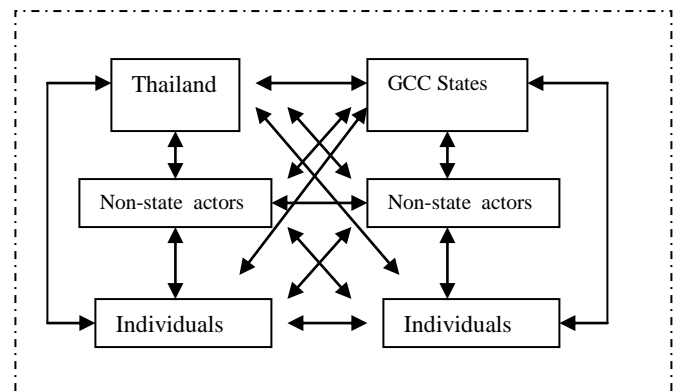 Thailand
GCC States
Non-state actors
Non-state actors
Individuals
Individuals